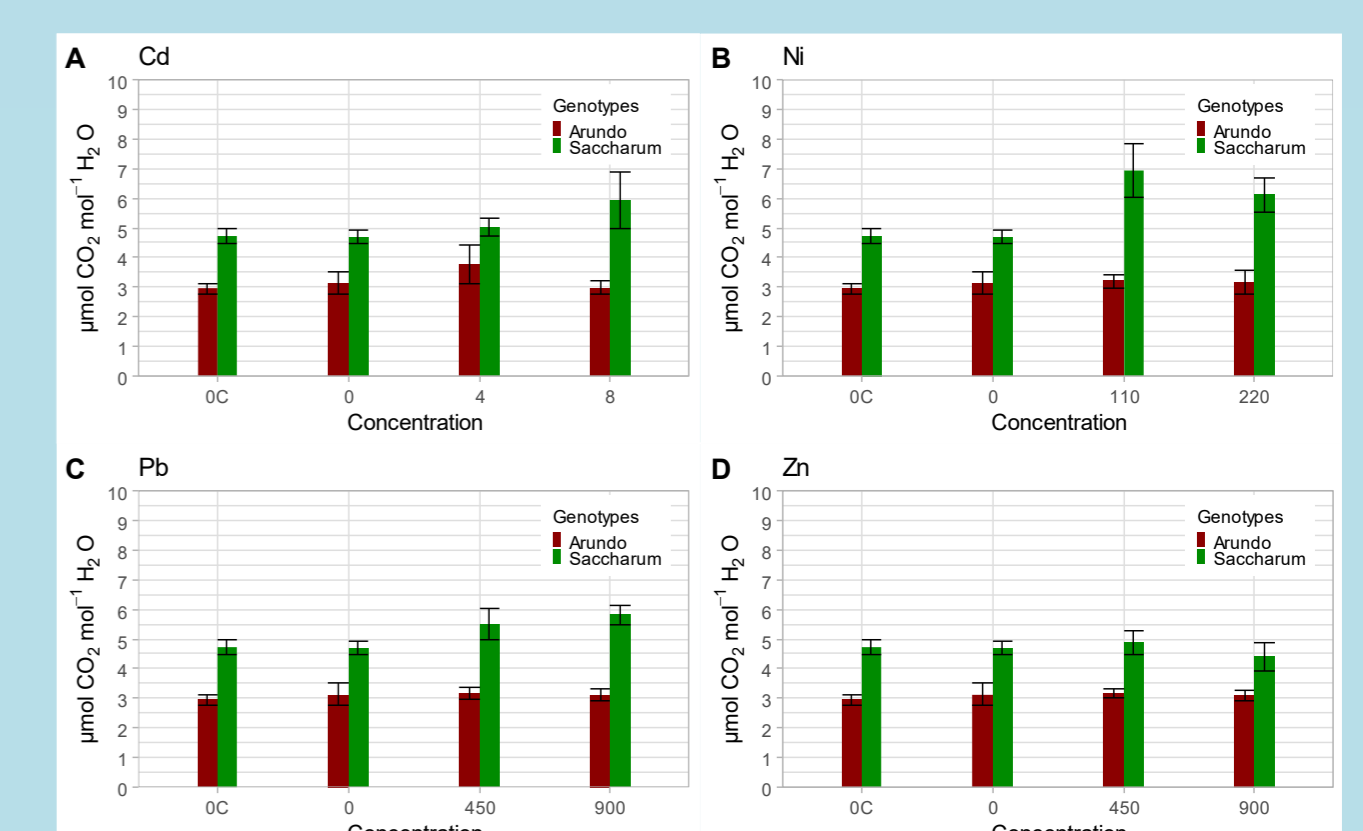 A Cd
Genotypes
Arundo
Saccharum
µmol CO₂ mol⁻¹ H₂ O
10
9
8
7
6
5
4
3
2
1
0
0C 0 4 8
Concentration
B Ni
Genotypes
Arundo
Saccharum
µmol CO₂ mol⁻¹ H₂ O
10
9
8
7
6
5
4
3
2
1
0
0C 0 110 220
Concentration
C Pb
Genotypes
Arundo
Saccharum
µmol CO₂ mol⁻¹ H₂ O
10
9
8
7
6
5
4
3
2
1
0
0C 0 450 900
Concentration
D Zn
Genotypes
Arundo
Saccharum
µmol CO₂ mol⁻¹ H₂ O
10
9
8
7
6
5
4
3
2
1
0
0C 0 450 900
Concentration